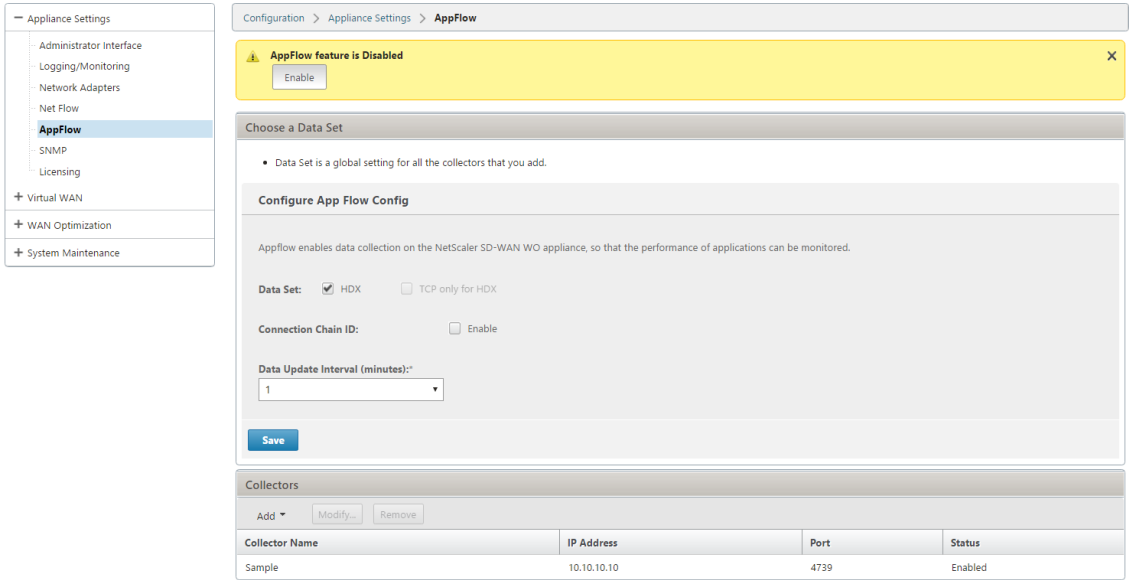 Appliance Settings
Administrator Interface
Logging/Monitoring
Network Adapters
Net Flow
AppFlow
SNMP
Licensing
Virtual WAN
WAN Optimization
System Maintenance
Configuration > Appliance Settings > AppFlow
AppFlow feature is Disabled
Enable
Choose a Data Set
• Data Set is a global setting for all the collectors that you add.
Configure App Flow Config
Appflow enables data collection on the NetScaler SD-WAN WO appliance, so that the performance of applications can be monitored.
Data Set: HDX TCP only for HDX
Connection Chain ID: Enable
Data Update Interval (minutes):*
1
Save
Collectors
Add Modify... Remove
Collector Name IP Address Port Status
Sample 10.10.10.10 4739 Enabled